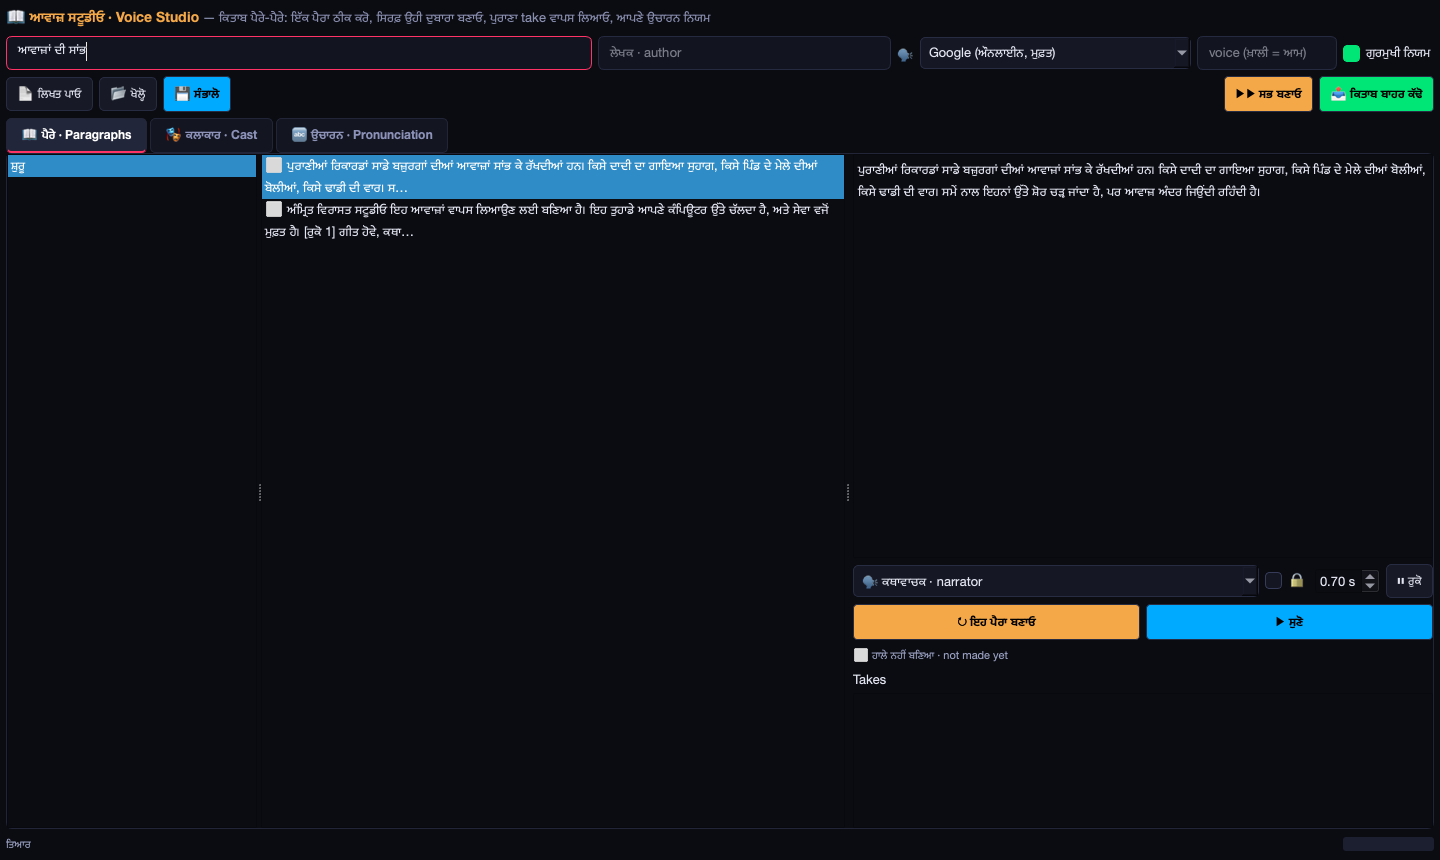 📖 ਆਵਾਜ਼ ਸਟੂਡੀਓ · Voice Studio — ਕਿਤਾਬ ਪੈਰੇ-ਪੈਰੇ: ਇੱਕ ਪੈਰਾ ਠੀਕ ਕਰੋ, ਸਿਰਫ਼ ਉਹੀ ਦੁਬਾਰਾ ਬਣਾਓ, ਪੁਰਾਣਾ take ਵਾਪਸ ਲਿਆਓ, ਆਪਣੇ ਉਚਾਰਨ ਨਿਯਮ
ਆਵਾਜ਼ਾਂ ਦੀ ਸਾਂਭ
ਲੇਖਕ · author
Google (ਔਨਲਾਈਨ, ਮੁਫ਼ਤ)
voice (ਖ਼ਾਲੀ = ਆਮ)
ਗੁਰਮੁਖੀ ਨਿਯਮ
ਲਿਖਤ ਪਾਓ
ਖੋਲ੍ਹੋ
ਸੰਭਾਲੋ
▶▶ ਸਭ ਬਣਾਓ
ਕਿਤਾਬ ਬਾਹਰ ਕੱਢੋ
ਪੈਰੇ · Paragraphs
ਕਲਾਕਾਰ · Cast
ਉਚਾਰਨ · Pronunciation
ਸ਼ੁਰੂ
ਪੁਰਾਣੀਆਂ ਰਿਕਾਰਡਾਂ ਸਾਡੇ ਬਜ਼ੁਰਗਾਂ ਦੀਆਂ ਆਵਾਜ਼ਾਂ ਸਾਂਭ ਕੇ ਰੱਖਦੀਆਂ ਹਨ। ਕਿਸੇ ਦਾਦੀ ਦਾ ਗਾਇਆ ਸੁਹਾਗ, ਕਿਸੇ ਪਿੰਡ ਦੇ ਮੇਲੇ ਦੀਆਂ
ਬੋਲੀਆਂ, ਕਿਸੇ ਢਾਡੀ ਦੀ ਵਾਰ। ਸ…
ਅੰਮ੍ਰਿਤ ਵਿਰਾਸਤ ਸਟੂਡੀਓ ਇਹ ਆਵਾਜ਼ਾਂ ਵਾਪਸ ਲਿਆਉਣ ਲਈ ਬਣਿਆ ਹੈ। ਇਹ ਤੁਹਾਡੇ ਆਪਣੇ ਕੰਪਿਊਟਰ ਉੱਤੇ ਚੱਲਦਾ ਹੈ, ਅਤੇ ਸੇਵਾ ਵਜੋਂ
ਮੁਫ਼ਤ ਹੈ। [ਰੁਕੋ 1] ਗੀਤ ਹੋਵੇ, ਕਥਾ…
ਪੁਰਾਣੀਆਂ ਰਿਕਾਰਡਾਂ ਸਾਡੇ ਬਜ਼ੁਰਗਾਂ ਦੀਆਂ ਆਵਾਜ਼ਾਂ ਸਾਂਭ ਕੇ ਰੱਖਦੀਆਂ ਹਨ। ਕਿਸੇ ਦਾਦੀ ਦਾ ਗਾਇਆ ਸੁਹਾਗ, ਕਿਸੇ ਪਿੰਡ ਦੇ ਮੇਲੇ ਦੀਆਂ ਬੋਲੀਆਂ,
ਕਿਸੇ ਢਾਡੀ ਦੀ ਵਾਰ। ਸਮੇਂ ਨਾਲ ਇਹਨਾਂ ਉੱਤੇ ਸ਼ੋਰ ਚੜ੍ਹ ਜਾਂਦਾ ਹੈ, ਪਰ ਆਵਾਜ਼ ਅੰਦਰ ਜਿਉਂਦੀ ਰਹਿੰਦੀ ਹੈ।
ਕਥਾਵਾਚਕ · narrator
0.70 s
ਰੁਕੋ
↻ ਇਹ ਪੈਰਾ ਬਣਾਓ
▶ ਸੁਣੋ
ਹਾਲੇ ਨਹੀਂ ਬਣਿਆ · not made yet
Takes
ਤਿਆਰ